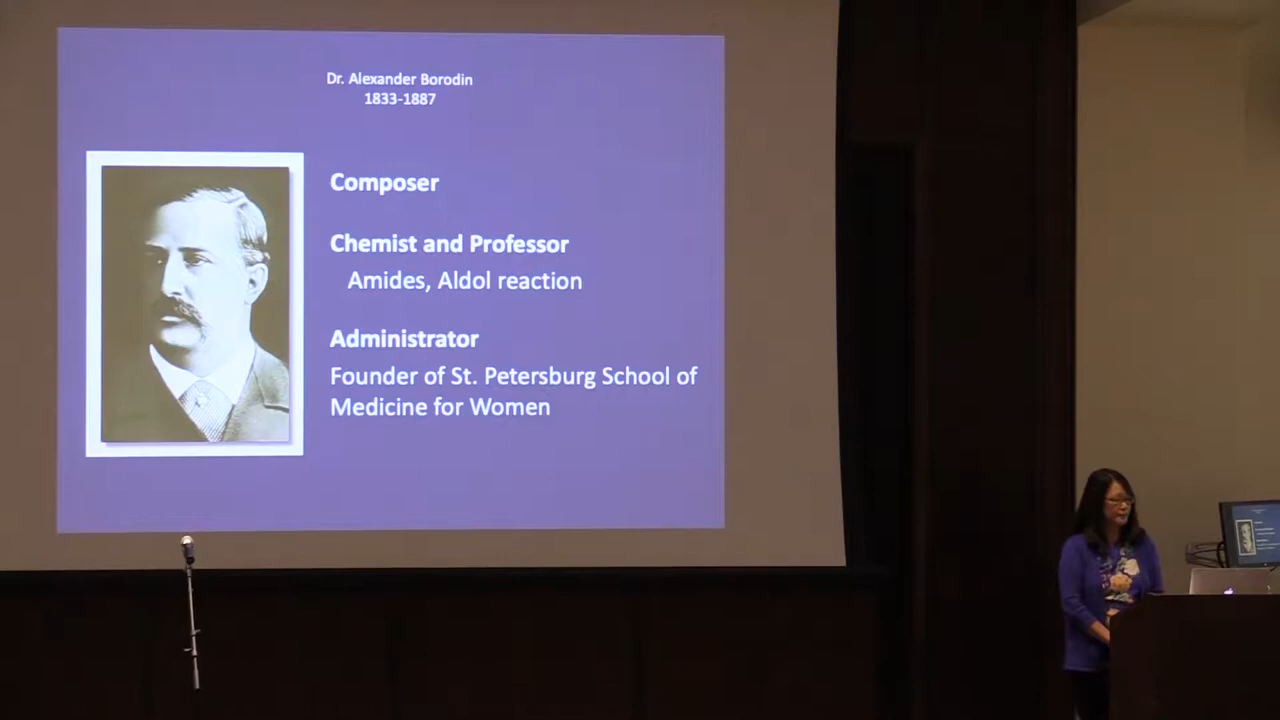 Dr. Alexander Borodin
1833-1887
Composer
Chemist and Professor
Amides, Aldol reaction
Administrator
Founder of St. Petersburg School of
Medicine for Women